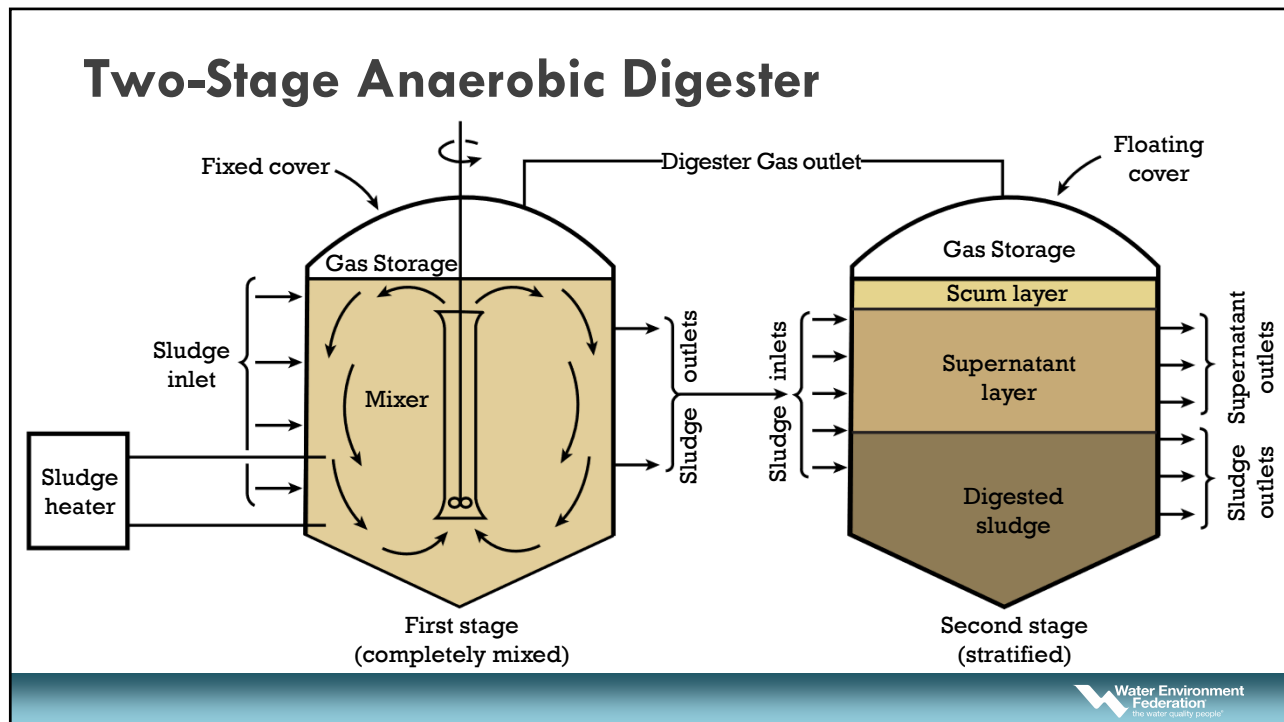 Two-Stage Anaerobic Digester
Fixed cover
Digester Gas outlet
Floating
cover
Gas Storage
Gas Storage
Scum layer
Sludge
inlet
Mixer
Sludge
outlets
Sludge
inlets
Supernatant
layer
Supernatant
outlets
Sludge
heater
Digested
sludge
Sludge
outlets
First stage
(completely mixed)
Second stage
(stratified)
Water Environment
Federation®
the water quality people®